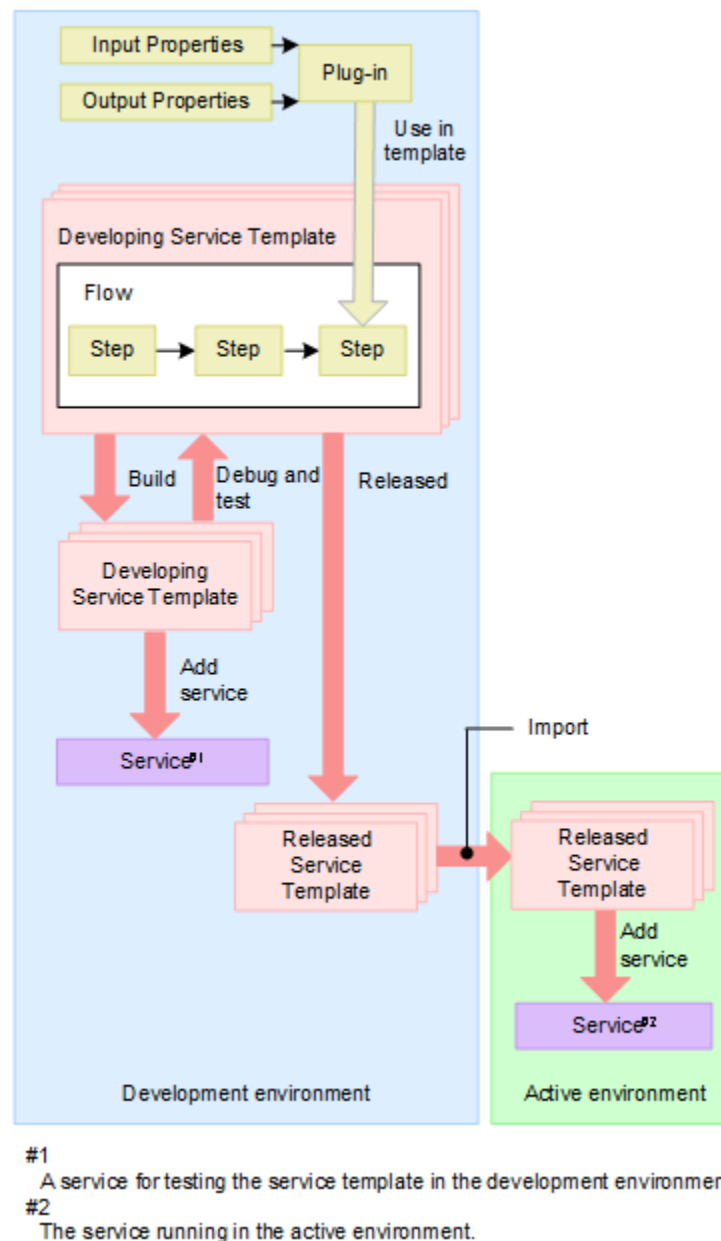 Input Properties
Output Properties
Plug-in
Use in
template
Developing Service Template
Flow
Step
Step
Step
Build
Debug and
test
Released
Developing
Service Template
Add
service
Service#1
Import
Released
Service
Template
Released
Service
Template
Add
service
Service#2
Development environment
Active environment
#1
A service for testing the service template in the development environmen
#2
The service running in the active environment.